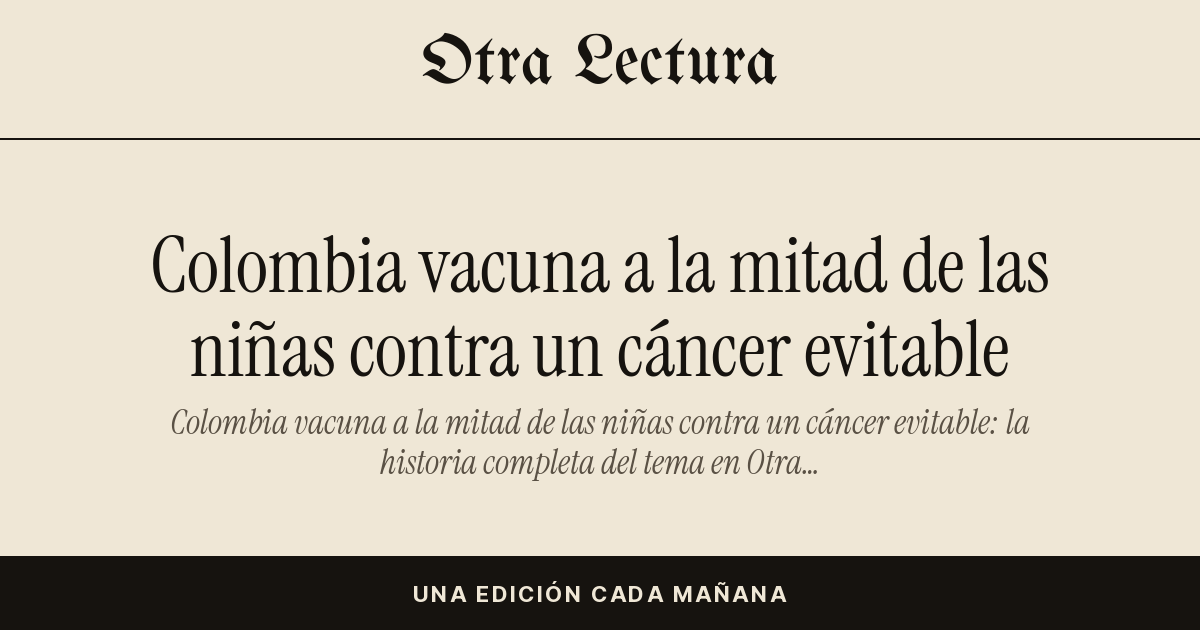 Otra Lectura
Colombia vacuna a la mitad de las
niñas contra un cáncer evitable
Colombia vacuna a la mitad de las niñas contra un cáncer evitable: la
historia completa del tema en Otra...
UNA EDICIÓN CADA MAÑANA